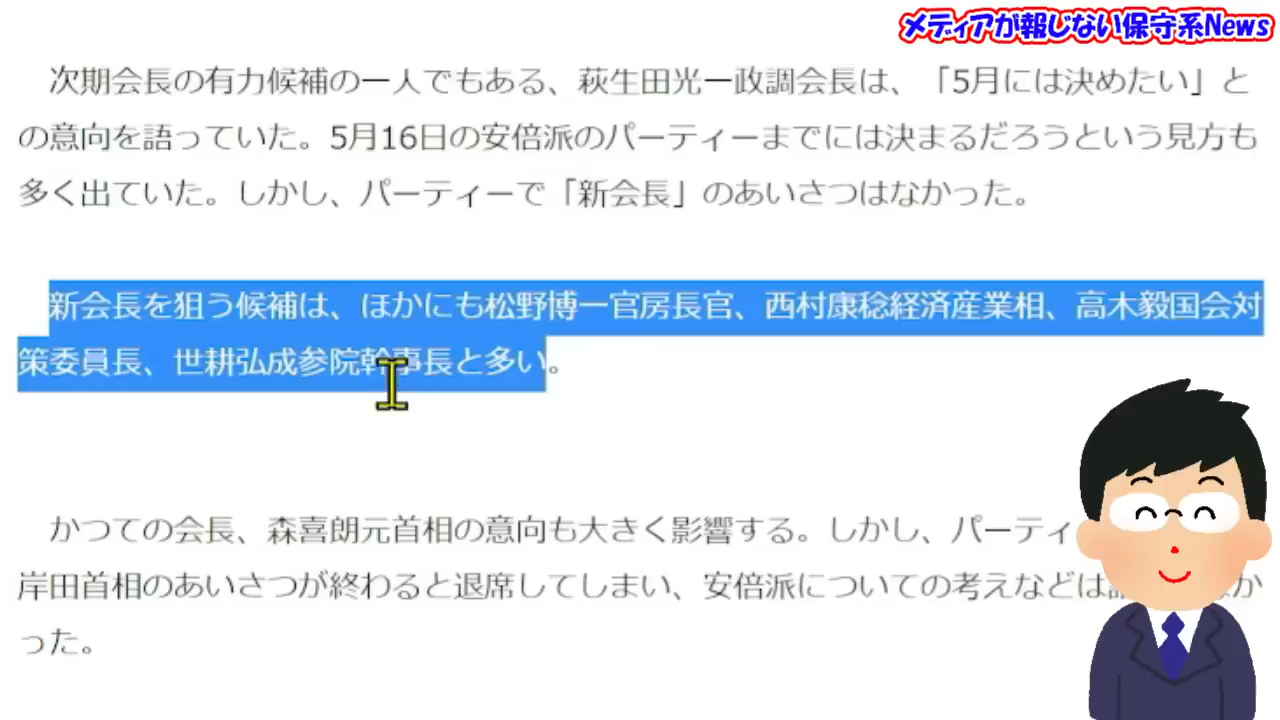 メディアが報じない保守系News
次期会長の有力候補の一人でもある、萩生田光一政調会長は、「5月には決めたい」と
の意向を語っていた。5月16日の安倍派のパーティーまでには決まるだろうという見方も
多く出ていた。しかし、パーティーで「新会長」のあいさつはなかった。
新会長を狙う候補は、ほかにも松野博一官房長官、西村康稔経済産業相、高木毅国会対
策委員長、世耕弘成参院幹事長と多い。
かつての会長、森喜朗元首相の意向も大きく影響する。しかし、パーティ
岸田首相のあいさつが終わると退席してしまい、安倍派についての考えなどは
か
った。